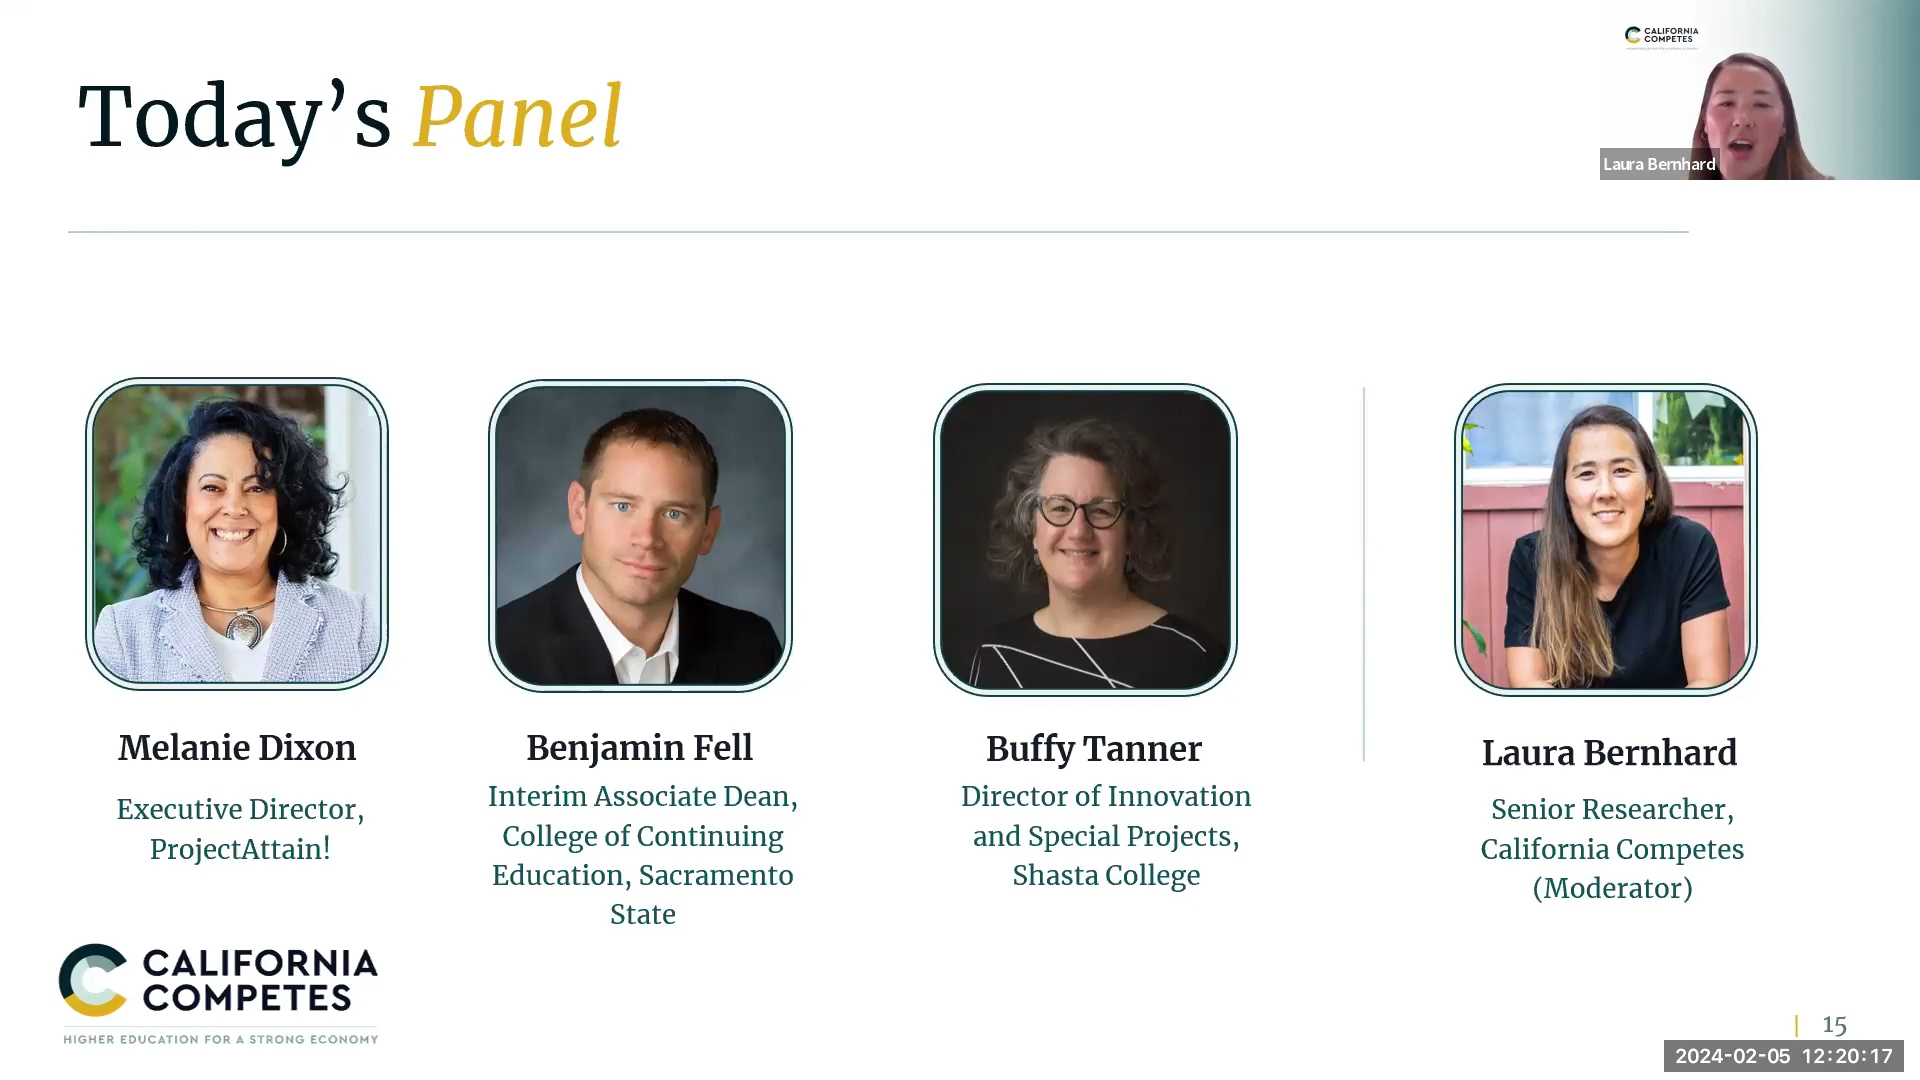 CALIFORNIA
COMPETES
Today’s Panel
Laura Bernhard
Melanie Dixon
Executive Director,
ProjectAttain!
Benjamin Fell
Interim Associate Dean,
College of Continuing
Education, Sacramento
State
Buffy Tanner
Director of Innovation
and Special Projects,
Shasta College
Laura Bernhard
Senior Researcher,
California Competes
(Moderator)
CALIFORNIA
COMPETES
HIGHER EDUCATION FOR A STRONG ECONOMY
| 15
2024-02-05 12:20:17